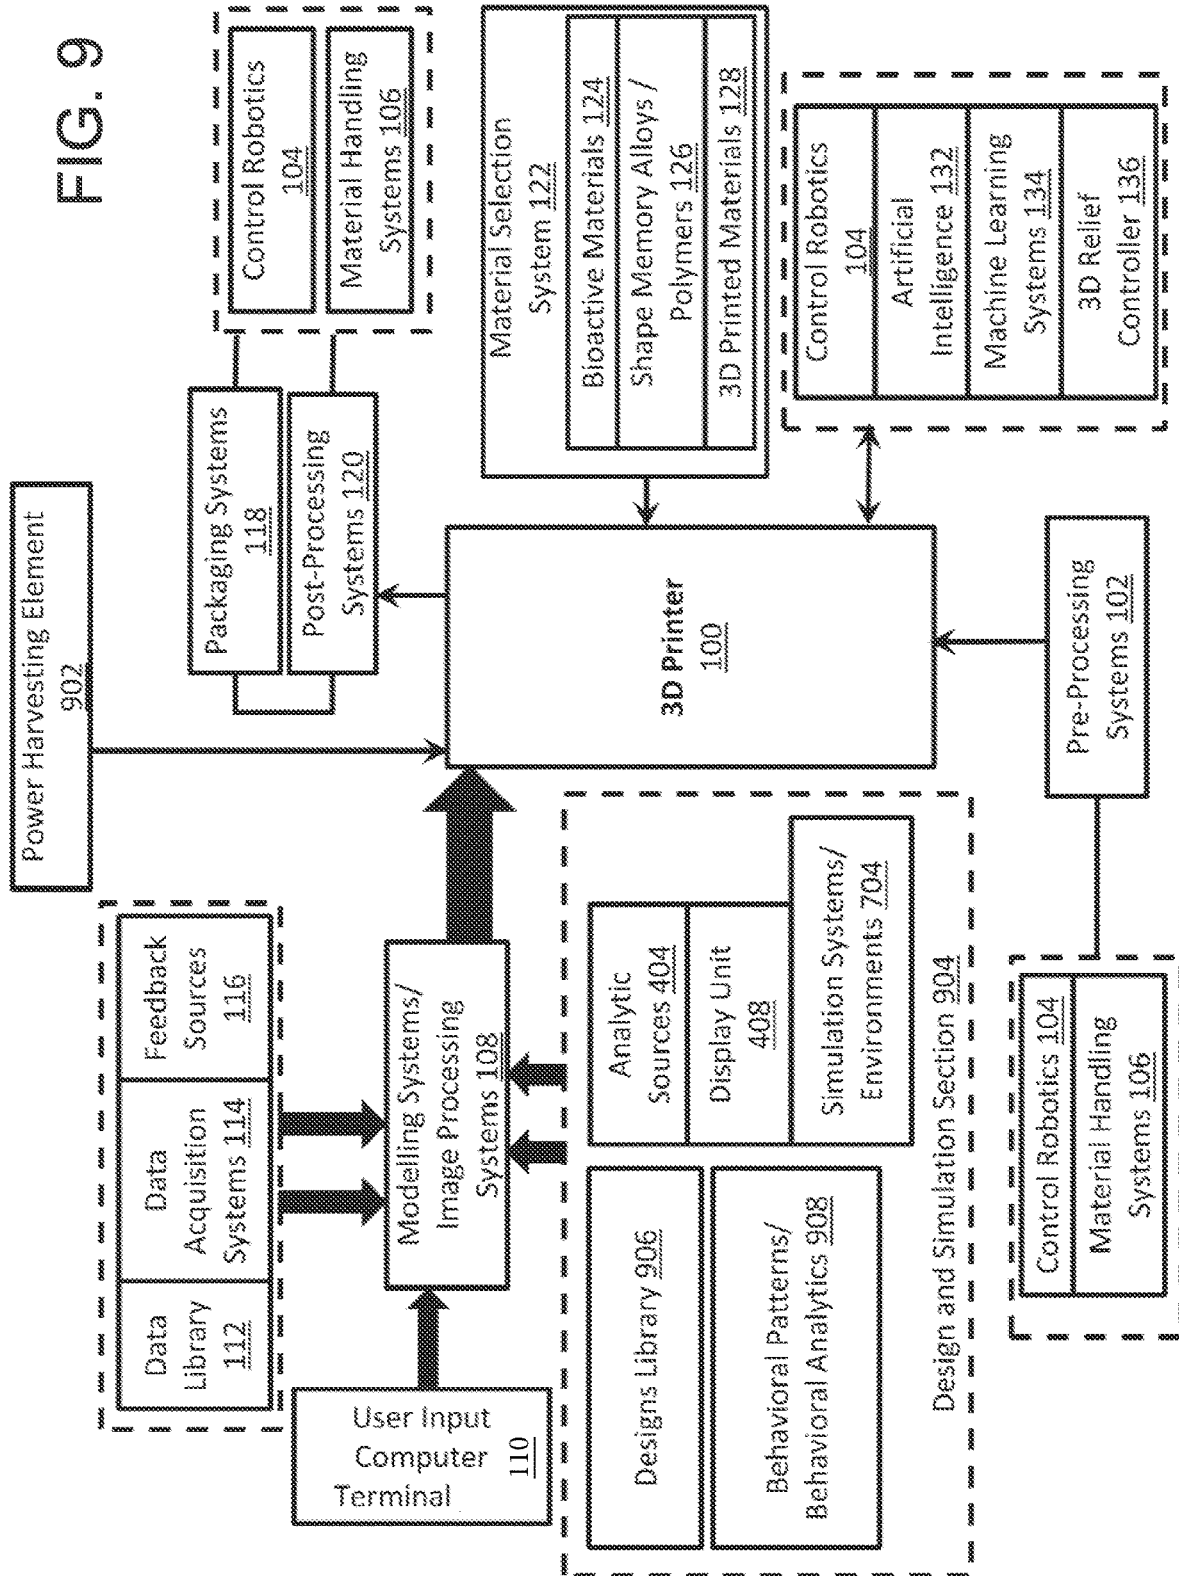 FIG. 9
Power Harvesting Element
902
Data
Library 112
Data
Acquisition
Systems 114
Feedback
Sources
116
Packaging Systems
118
Post-Processing
Systems 120
Control Robotics
104
Material Handling
Systems 106
User Input
Computer
Terminal
110
Modelling Systems/
Image Processing
Systems 108
3D Printer
100
Material Selection
System 122
Bioactive Materials 124
Shape Memory Alloys /
Polymers 126
3D Printed Materials 128
Designs Library 906
Behavioral Patterns/
Behavioral Analytics 908
Analytic
Sources 404
Display Unit
408
Simulation Systems/
Environments 704
Design and Simulation Section 904
Control Robotics
104
Artificial
Intelligence 132
Machine Learning
Systems 134
3D Relief
Controller 136
Control Robotics 104
Material Handling
Systems 106
Pre-Processing
Systems 102